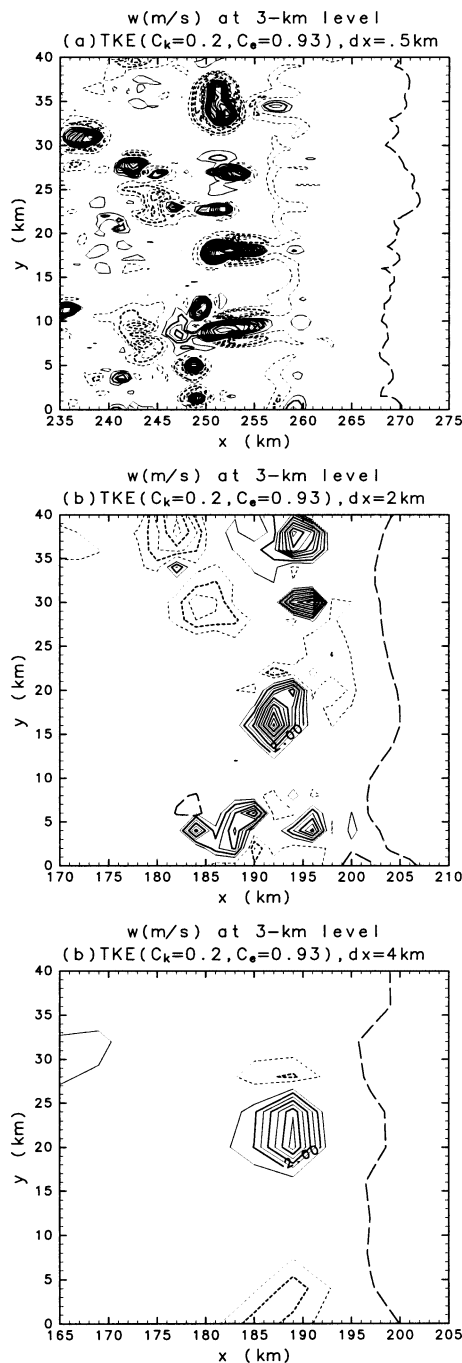 w(m/s) at 3-km level
(a)TKE(Ck=0.2,Ce=0.93),dx=.5km
40
35
30
25
20
15
10
5
0
y (km)
235 240 245 250 255 260 265 270 275
x (km)
w(m/s) at 3-km level
(b)TKE(Ck=0.2,Ce=0.93),dx=2km
40
35
30
25
20
15
10
5
0
y (km)
2.00
170 175 180 185 190 195 200 205 210
x (km)
w(m/s) at 3-km level
(b)TKE(Ck=0.2,Ce=0.93),dx=4km
40
35
30
25
20
15
10
5
0
y (km)
2.00
165 170 175 180 185 190 195 200 205
x (km)